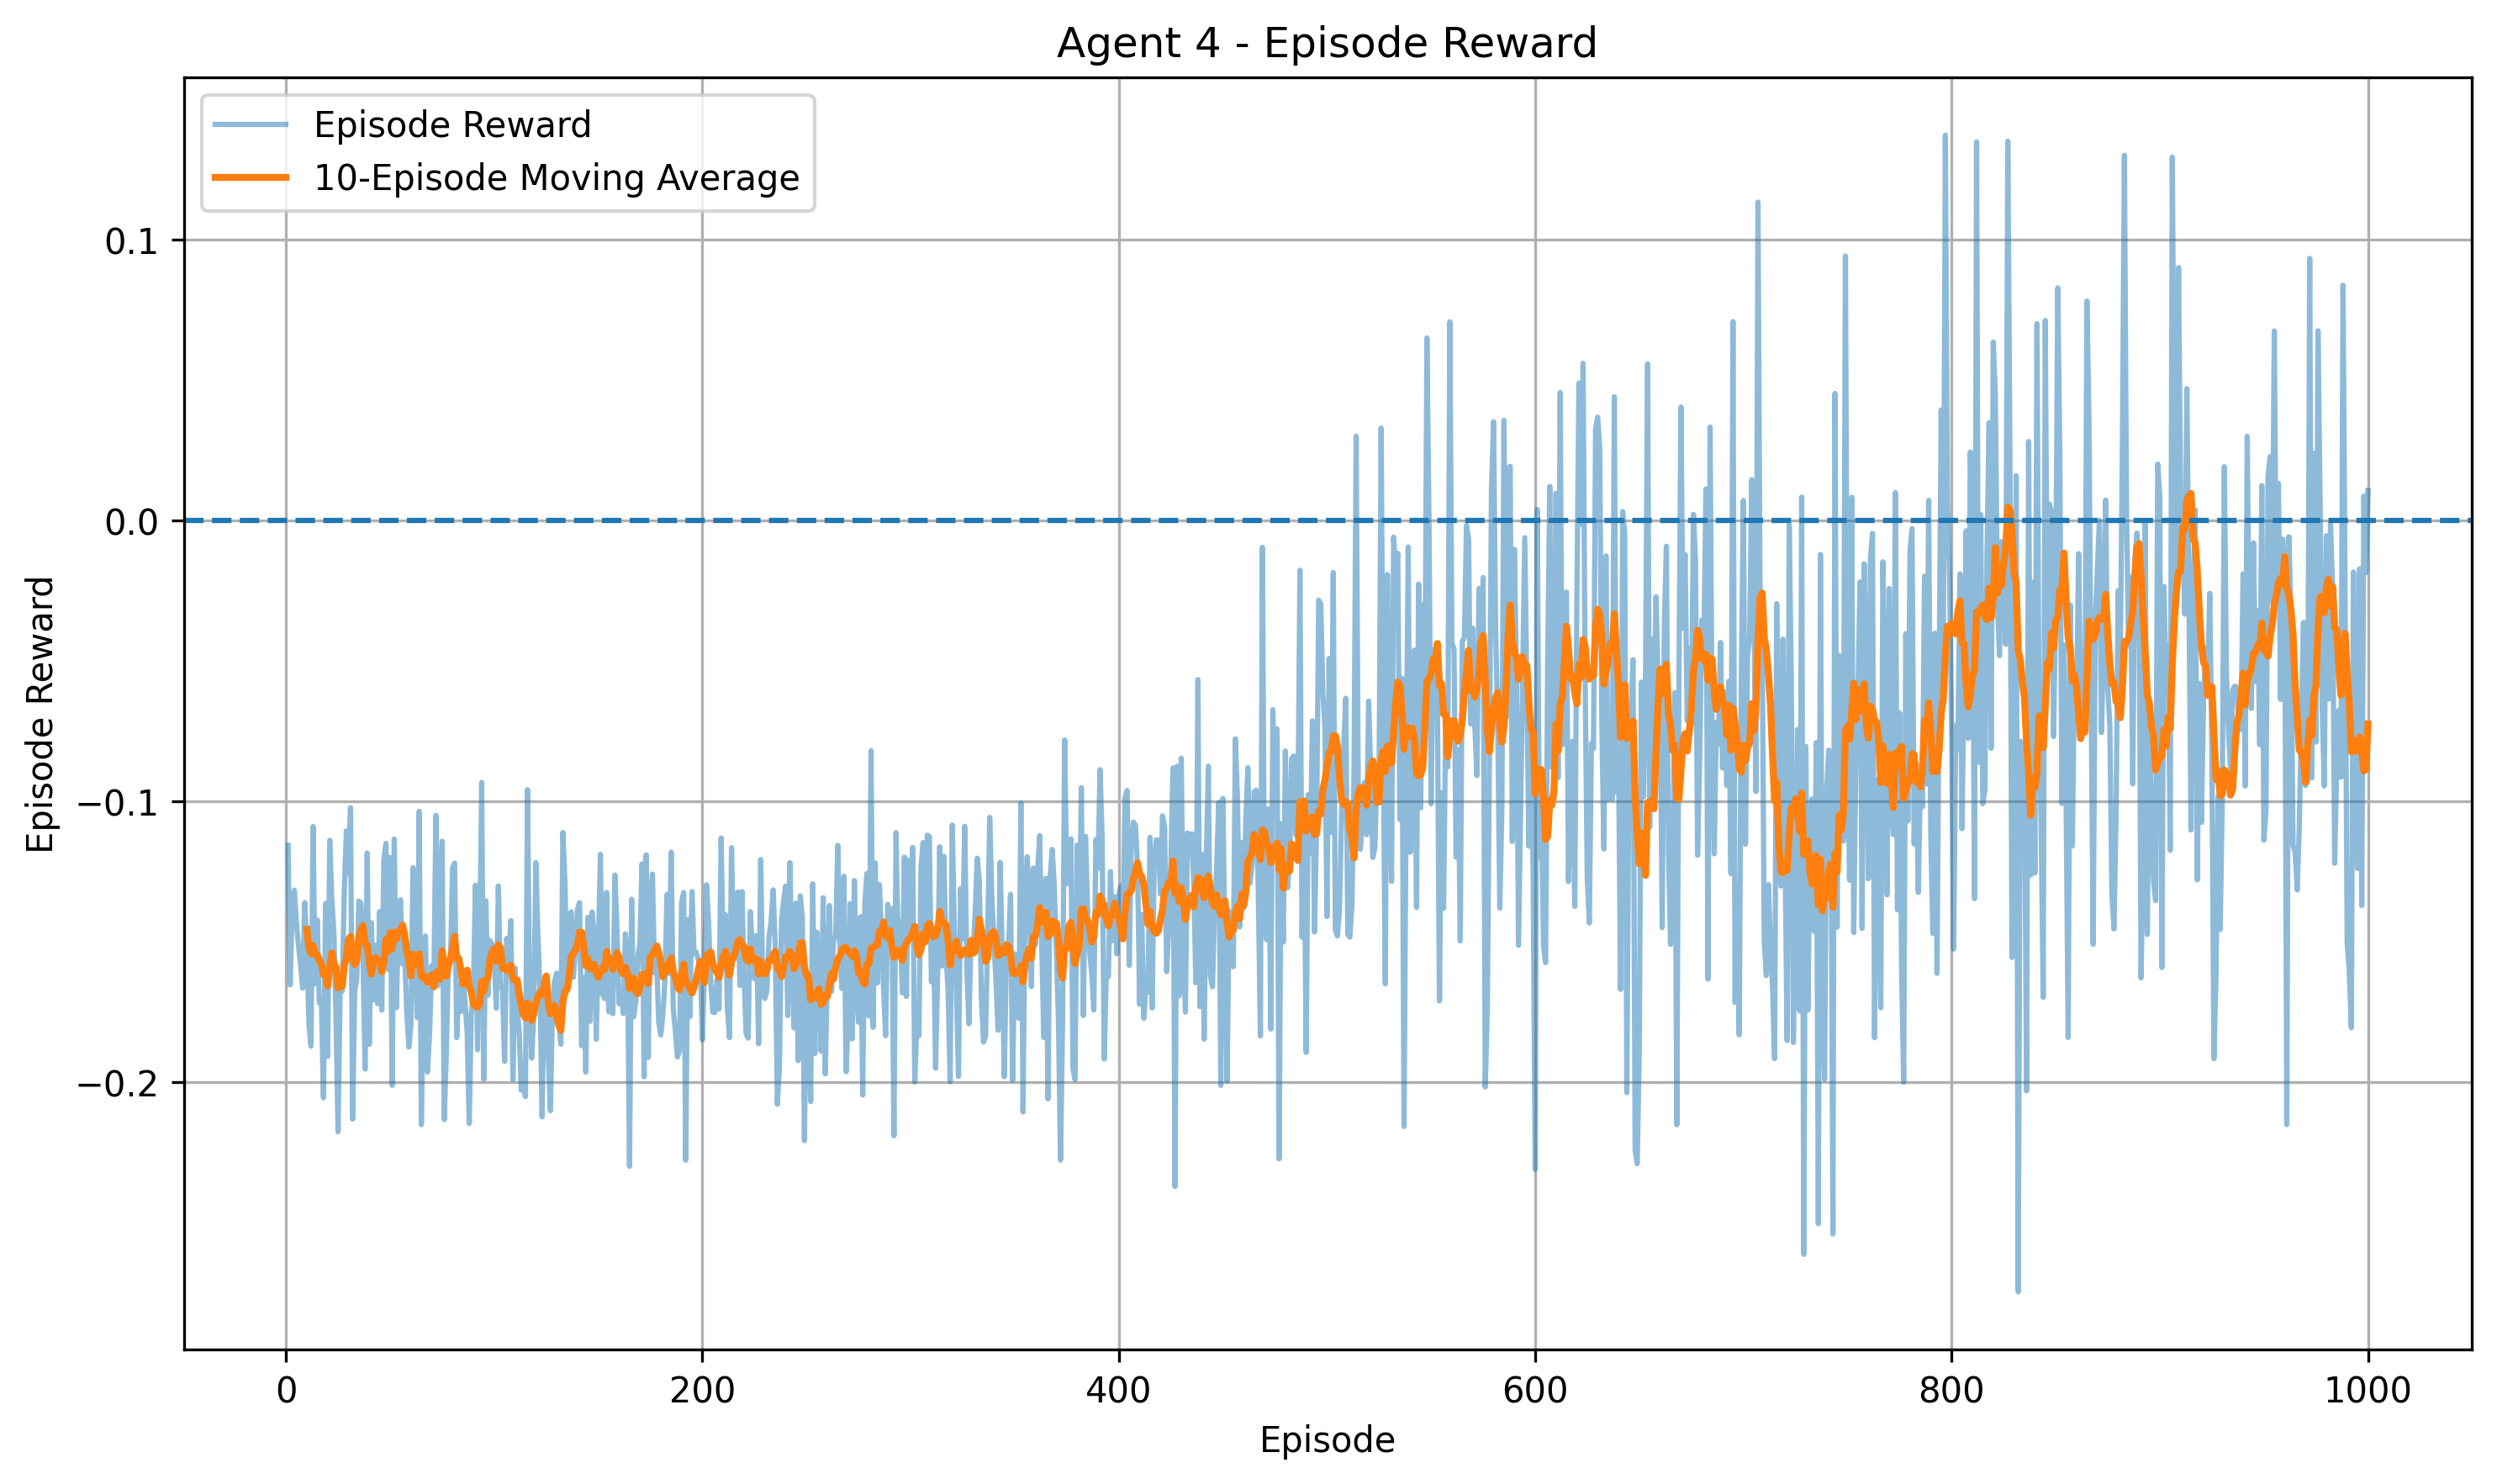 Agent 4 - Episode Reward
Episode Reward
10-Episode Moving Average
Episode Reward
0.1
0.0
−0.1
−0.2
0
200
400
600
800
1000
Episode